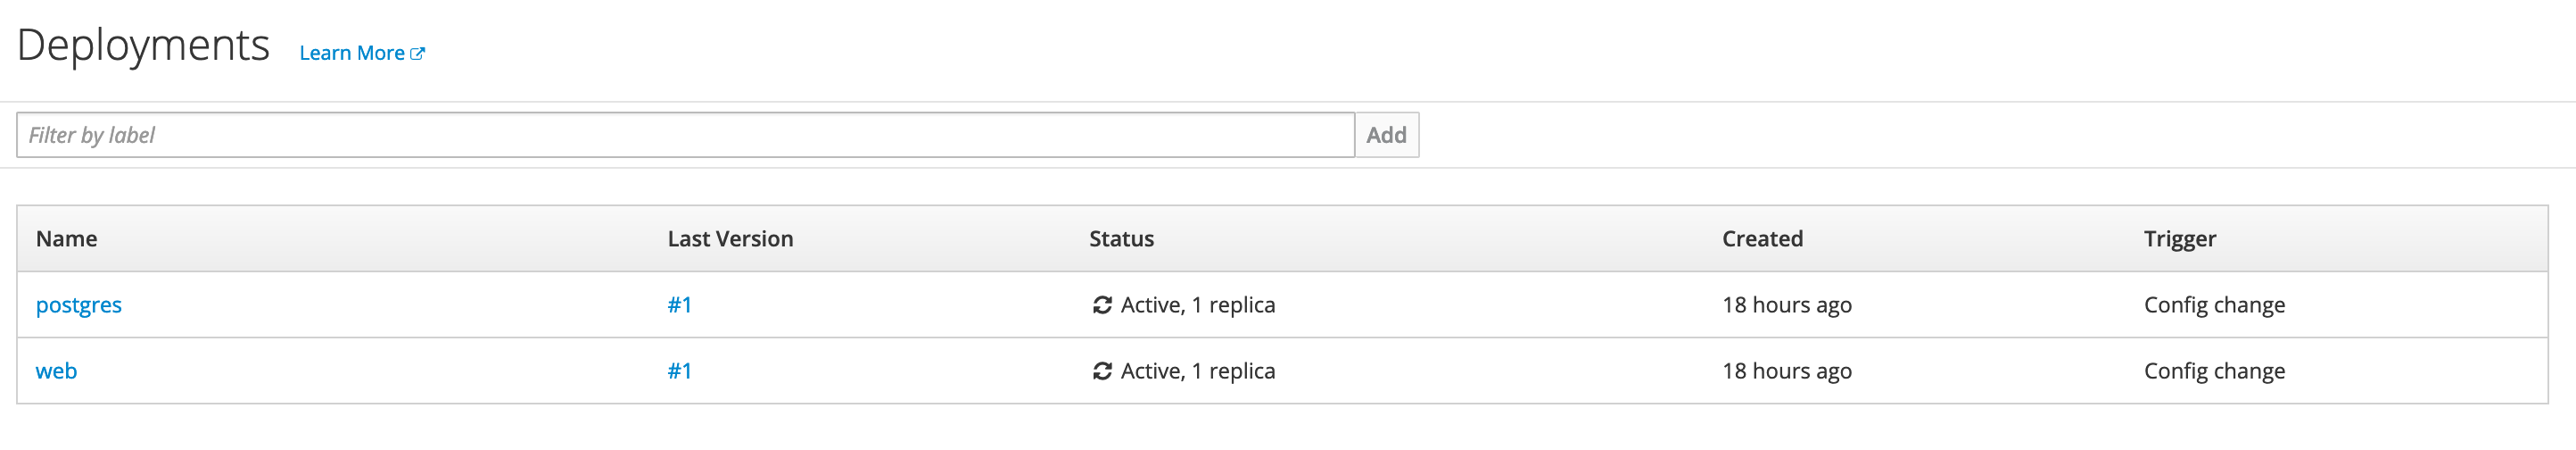 Deployments Learn More
Filter by label Add
Name Last Version Status Created Trigger
postgres #1 Active, 1 replica 18 hours ago Config change
web #1 Active, 1 replica 18 hours ago Config change